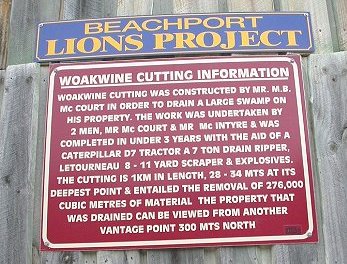 BEACHPORT
LIONS PROJECT
WOAKWINE CUTTING INFORMATION
WOAKWINE CUTTING WAS CONSTRUCTED BY MR. M.B.
Mc COURT IN ORDER TO DRAIN A LARGE SWAMP ON
HIS PROPERTY. THE WORK WAS UNDERTAKEN BY
2 MEN, MR Mc COURT & MR Mc INTYRE & WAS
COMPLETED IN UNDER 3 YEARS WITH THE AID OF A
CATERPILLAR D7 TRACTOR A 7 TON DRAIN RIPPER,
LETOURNEAU 8 - 11 YARD SCRAPER & EXPLOSIVES.
THE CUTTING IS 1KM IN LENGTH, 28 - 34 MTS AT ITS
DEEPEST POINT & ENTAILED THE REMOVAL OF 276,000
CUBIC METRES OF MATERIAL THE PROPERTY THAT
WAS DRAINED CAN BE VIEWED FROM ANOTHER
VANTAGE POINT 300 MTS NORTH